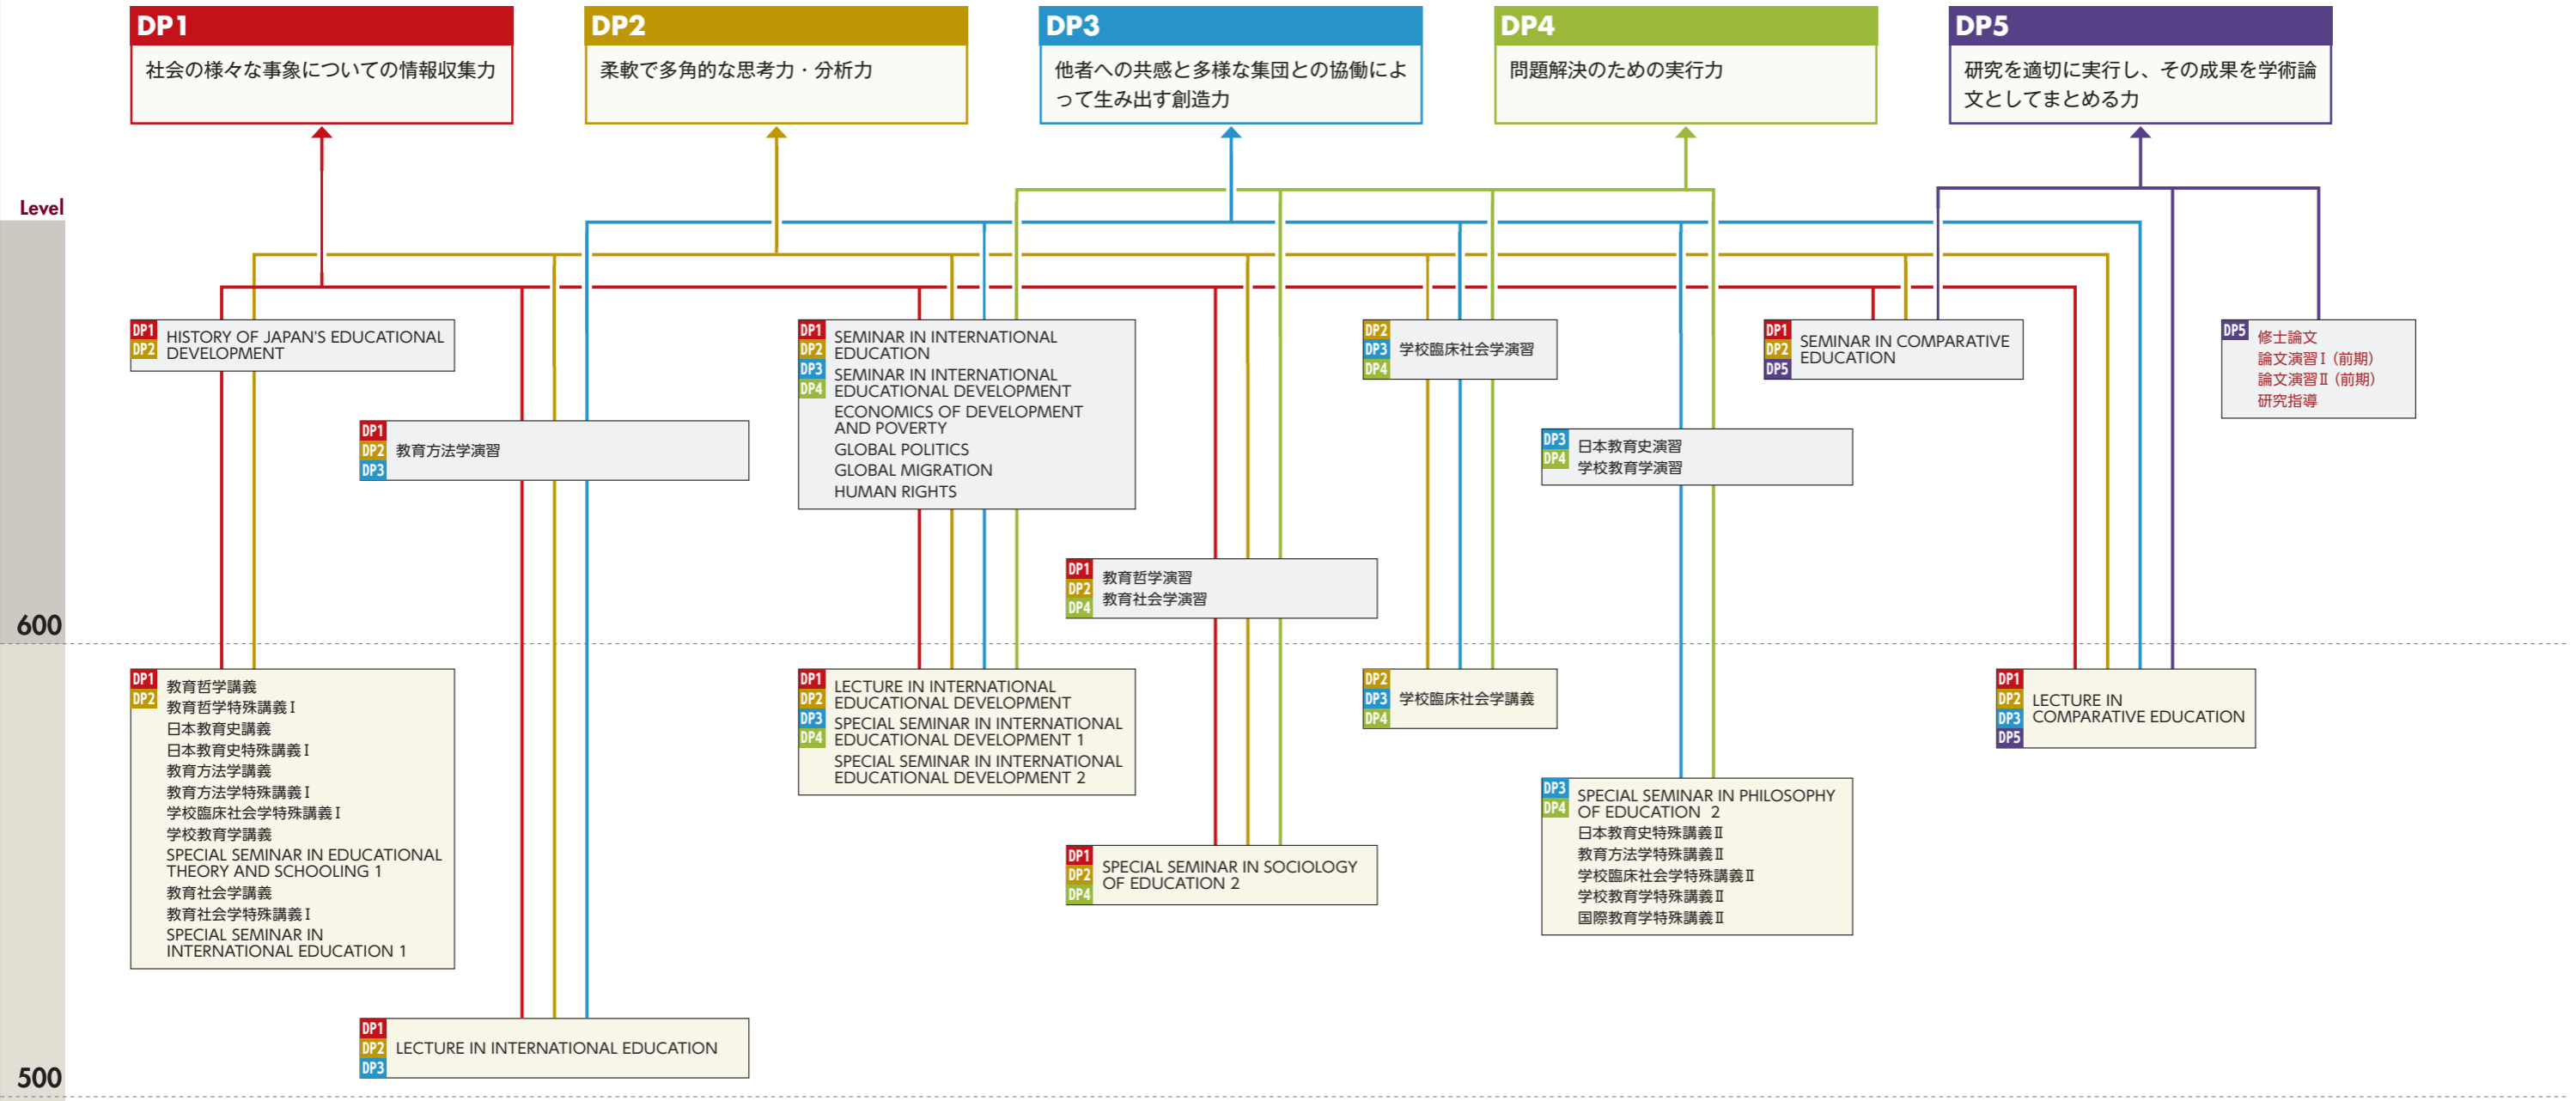 DP1
社会の様々な事象についての情報収集力
DP2
柔軟で多角的な思考力・分析力
DP3
他者への共感と多様な集団との協働によ
って生み出す創造力
DP4
問題解決のための実行力
DP5
研究を適切に実行し、その成果を学術論
文としてまとめる力
Level
DP1
DP2
HISTORY OF JAPAN'S EDUCATIONAL
DEVELOPMENT
DP1
DP2
DP3
教育方法学演習
DP1
DP2
DP3
DP4
SEMINAR IN INTERNATIONAL
EDUCATION
SEMINAR IN INTERNATIONAL
EDUCATIONAL DEVELOPMENT
ECONOMICS OF DEVELOPMENT
AND POVERTY
GLOBAL POLITICS
GLOBAL MIGRATION
HUMAN RIGHTS
DP1
DP2
DP4
教育哲学演習
教育社会学演習
DP2
DP3
DP4
学校臨床社会学演習
DP3
DP4
日本教育史演習
学校教育学演習
DP1
DP2
DP5
SEMINAR IN COMPARATIVE
EDUCATION
DP5
修士論文
論文演習Ⅰ（前期）
論文演習Ⅱ（前期）
研究指導
600
DP1
DP2
教育哲学講義
教育哲学特殊講義Ⅰ
日本教育史講義
日本教育史特殊講義Ⅰ
教育方法学講義
教育方法学特殊講義Ⅰ
学校臨床社会学特殊講義Ⅰ
学校教育学講義
SPECIAL SEMINAR IN EDUCATIONAL
THEORY AND SCHOOLING 1
教育社会学講義
教育社会学特殊講義Ⅰ
SPECIAL SEMINAR IN
INTERNATIONAL EDUCATION 1
DP1
DP2
DP3
LECTURE IN INTERNATIONAL EDUCATION
DP1
DP2
DP3
DP4
LECTURE IN INTERNATIONAL
EDUCATIONAL DEVELOPMENT
SPECIAL SEMINAR IN INTERNATIONAL
EDUCATIONAL DEVELOPMENT 1
SPECIAL SEMINAR IN INTERNATIONAL
EDUCATIONAL DEVELOPMENT 2
DP1
DP2
DP4
SPECIAL SEMINAR IN SOCIOLOGY
OF EDUCATION 2
DP2
DP3
DP4
学校臨床社会学講義
DP3
DP4
SPECIAL SEMINAR IN PHILOSOPHY
OF EDUCATION 2
日本教育史特殊講義Ⅱ
教育方法学特殊講義Ⅱ
学校臨床社会学特殊講義Ⅱ
学校教育学特殊講義Ⅱ
国際教育学特殊講義Ⅱ
DP1
DP2
DP3
DP5
LECTURE IN
COMPARATIVE EDUCATION
500